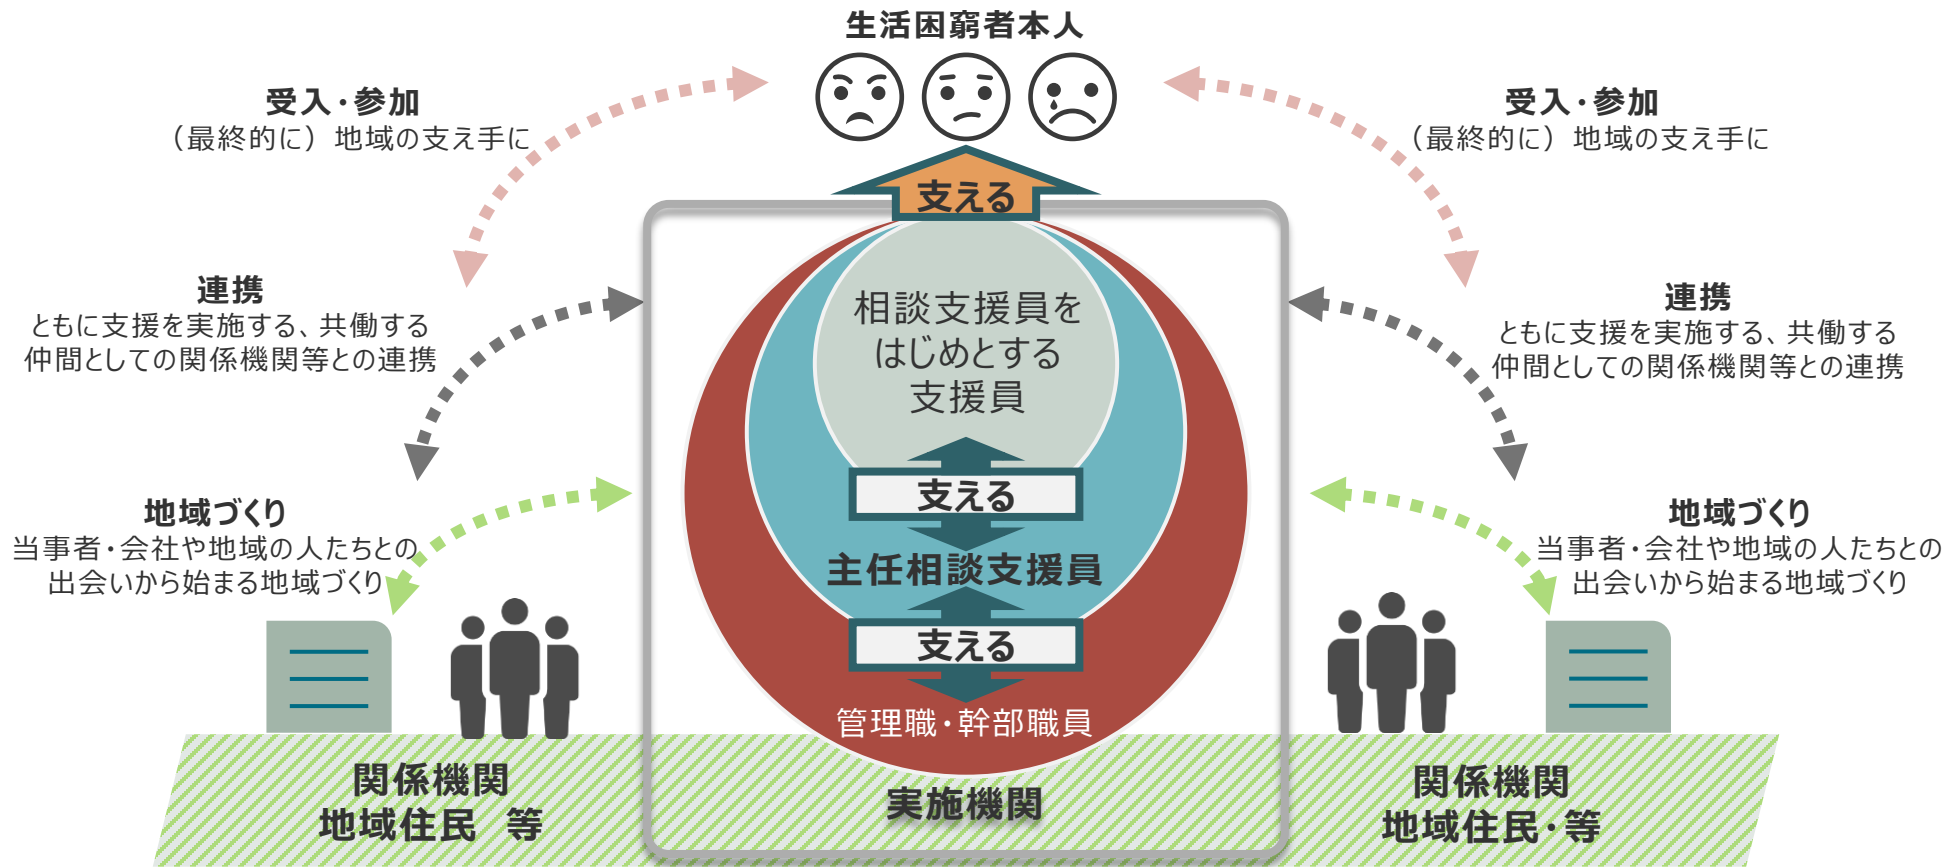 生活困窮者本人
受入・参加
（最終的に）地域の支え手に
受入・参加
（最終的に）地域の支え手に
支える
連携
ともに支援を実施する、共働する
仲間としての関係機関等との連携
相談支援員を
はじめとする
支援員
連携
ともに支援を実施する、共働する
仲間としての関係機関等との連携
支える
地域づくり
当事者・会社や地域の人たちとの
出会いから始まる地域づくり
主任相談支援員
地域づくり
当事者・会社や地域の人たちとの
出会いから始まる地域づくり
支える
管理職・幹部職員
関係機関
地域住民　等
実施機関
関係機関
地域住民・等